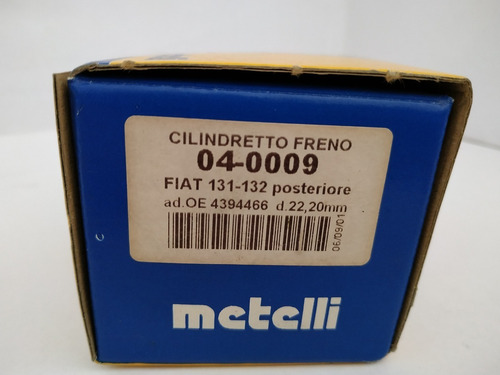 CILINDRETTO FRENO
04-0009
FIAT 131-132 posteriore
ad.OE 4394466 d.22,20mm
06/09/01
metelli